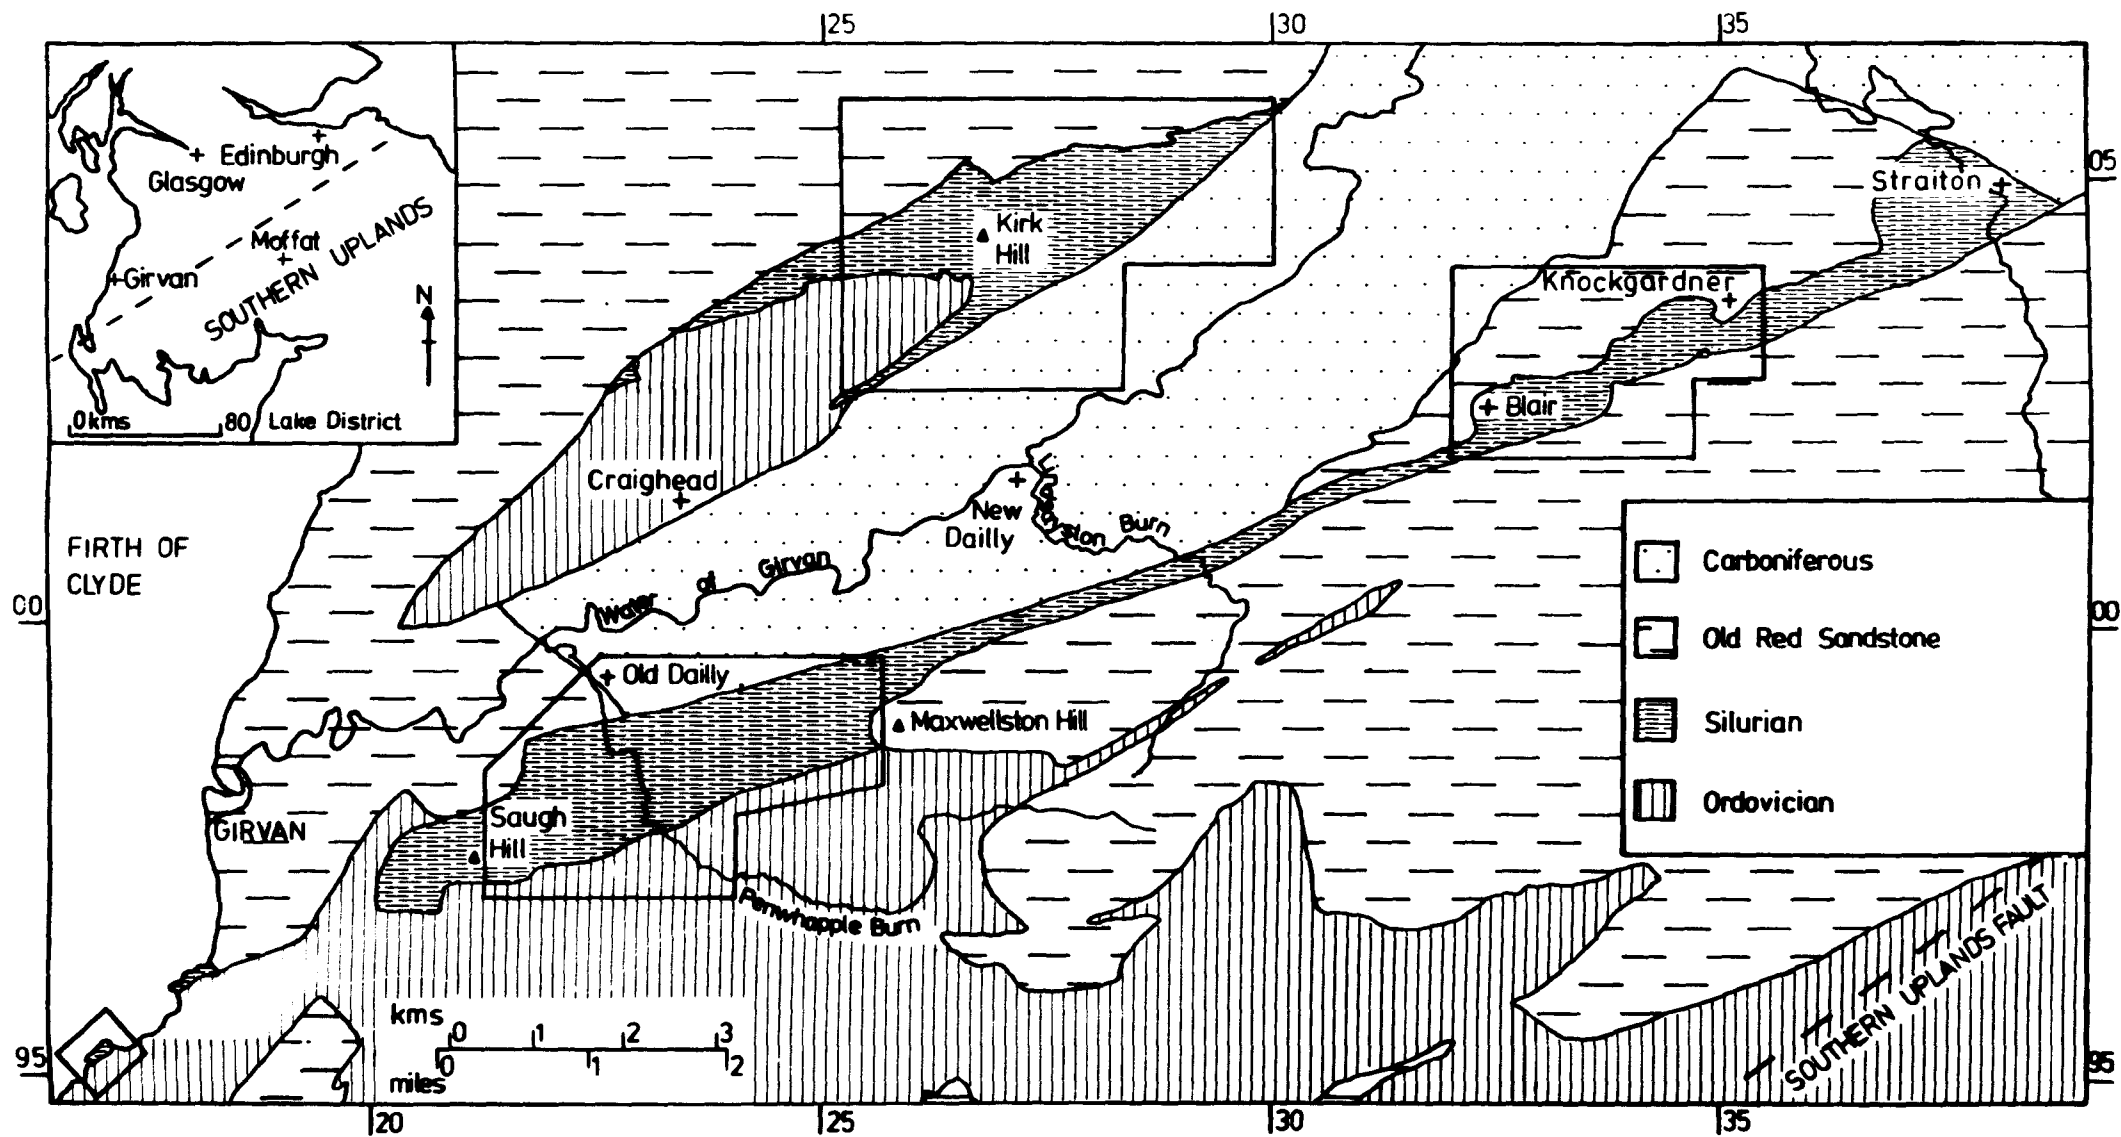 25
30
35
Edinburgh
Glasgow
Moffat
Girvan
SOUTHERN UPLANDS
N
0kms
80
Lake District
05
Straiton
Kirk
Hill
Knockgardner
Blair
Craighead
New
Dailly
Lindsayston Burn
FIRTH OF
CLYDE
Water of Girvan
00
00
Old Dailly
Maxwellston Hill
Saugh
Hill
GIRVAN
Penwhapple Burn
Carboniferous
Old Red Sandstone
Silurian
Ordovician
SOUTHERN UPLANDS FAULT
kms
0
1
2
3
0
1
2
miles
95
95
20
25
30
35